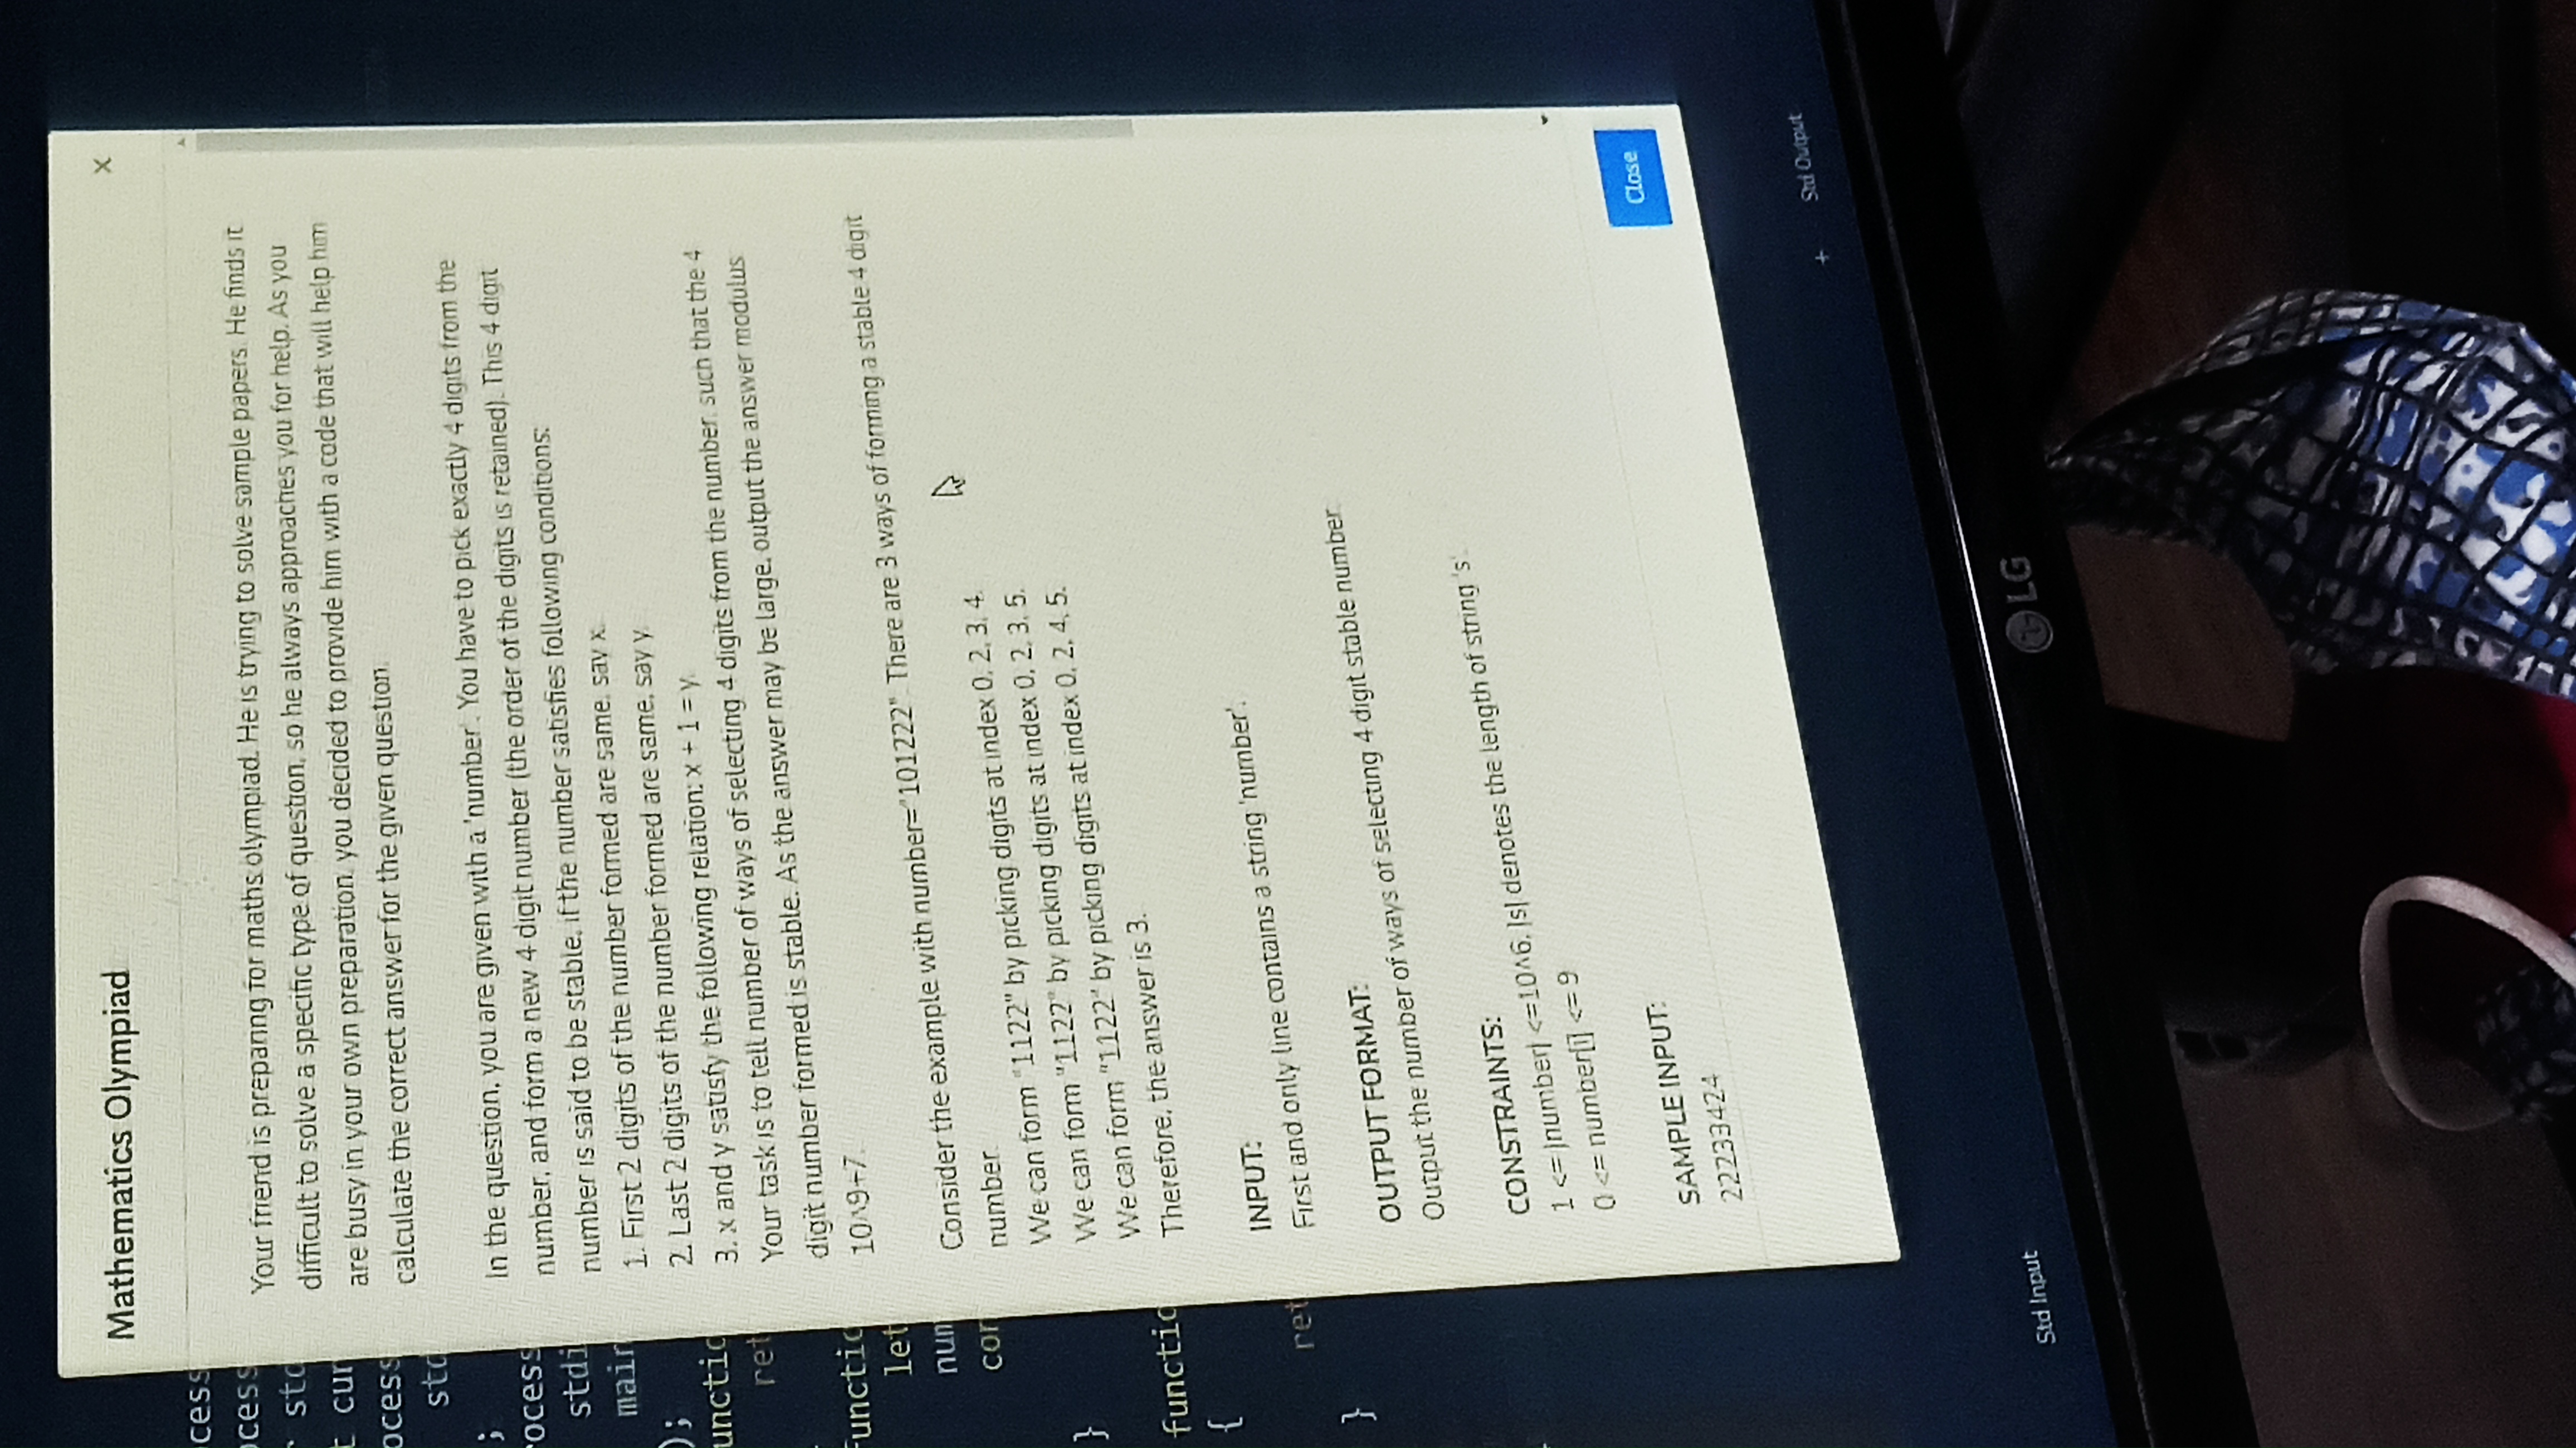 Mathematics Olympiad
×
Your friend is preparing for maths olympiad. He is trying to solve sample papers. He finds it
difficult to solve a specific type of question, so he always approaches you for help. As you
are busy in your own preparation, you decided to provide him with a code that will help him
calculate the correct answer for the given question.
In the question, you are given with a 'number'. You have to pick exactly 4 digits from the
number, and form a new 4 digit number (the order of the digits is retained). This 4 digit
number is said to be stable, if the number satisfies following conditions:
1. First 2 digits of the number formed are same, say x.
2. Last 2 digits of the number formed are same, say y.
3. x and y satisfy the following relation: x + 1 = y.
Your task is to tell number of ways of selecting 4 digits from the number, such that the 4
digit number formed is stable. As the answer may be large, output the answer modulus
10^9+7.
Consider the example with number="101222". There are 3 ways of forming a stable 4 digit
number.
We can form "1122" by picking digits at index 0, 2, 3, 4.
We can form "1122" by picking digits at index 0, 2, 3, 5.
We can form "1122" by picking digits at index 0, 2, 4, 5.
Therefore, the answer is 3.
INPUT:
First and only line contains a string 'number'.
OUTPUT FORMAT:
Output the number of ways of selecting 4 digit stable number.
CONSTRAINTS:
1 <= |number| <=10^6, |s| denotes the length of string 's'.
0 <= number[i] <= 9
SAMPLE INPUT:
22233424
Close
cess
ocess
std
t cur
ocess
std
;
rocess
stdi
main
);
unctio
ret
functio
let
num
con
}
functio
{
ret
}
+ Std Output
Std Input
LG